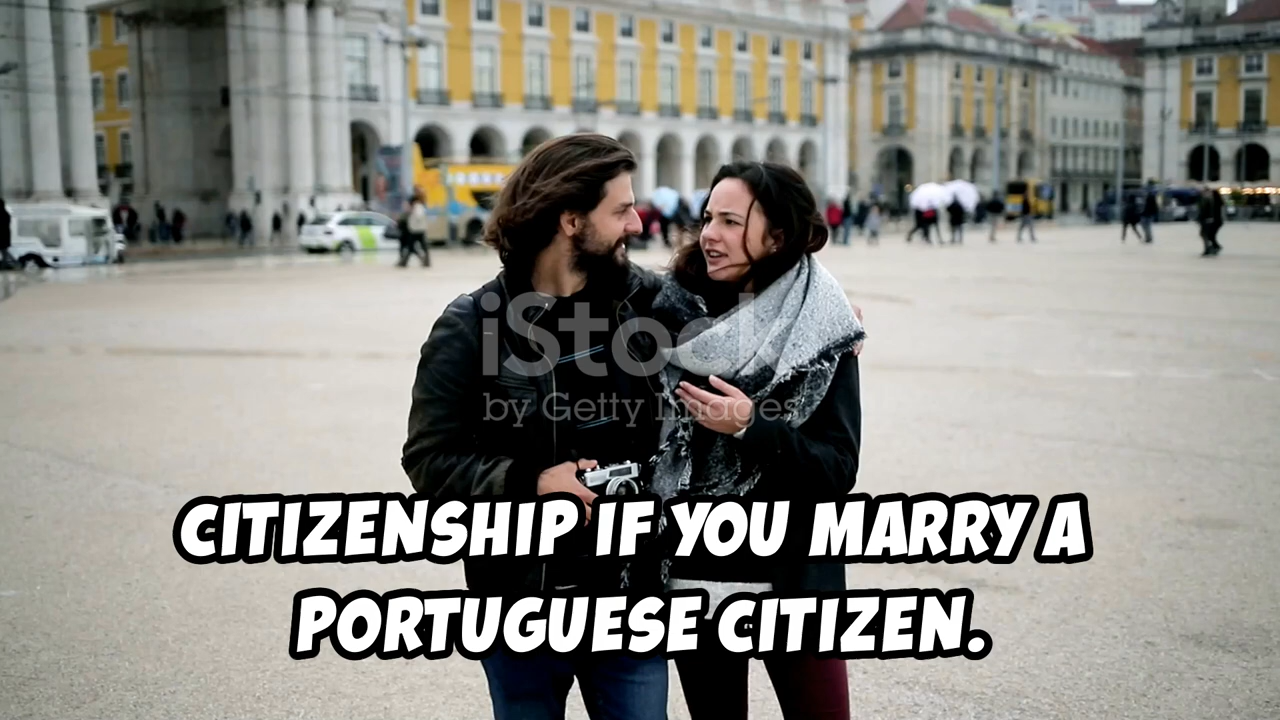 iStock
by Getty Images
CITIZENSHIP IF YOU MARRY A
PORTUGUESE CITIZEN.